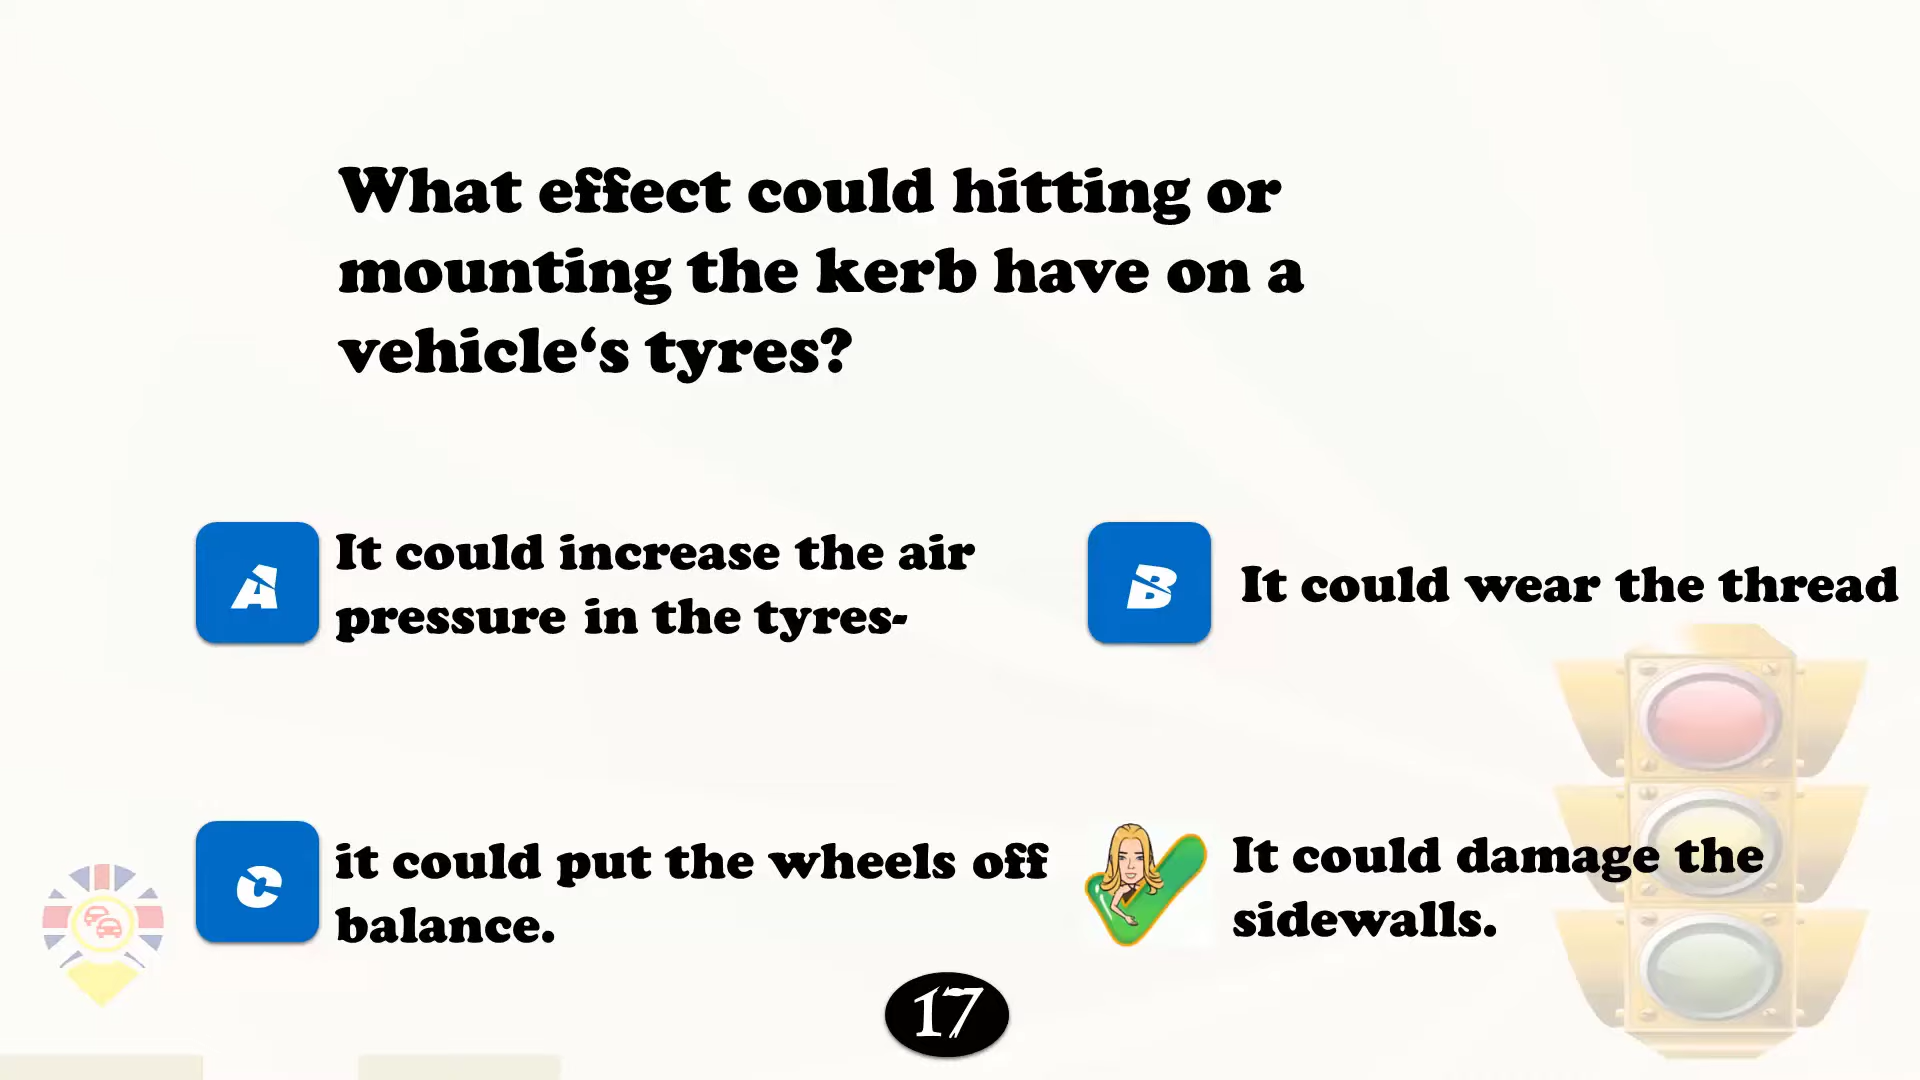 What effect could hitting or
mounting the kerb have on a
vehicle‘s tyres?
A
It could increase the air
pressure in the tyres-
B
It could wear the thread
C
it could put the wheels off
balance.
It could damage the
sidewalls.
17